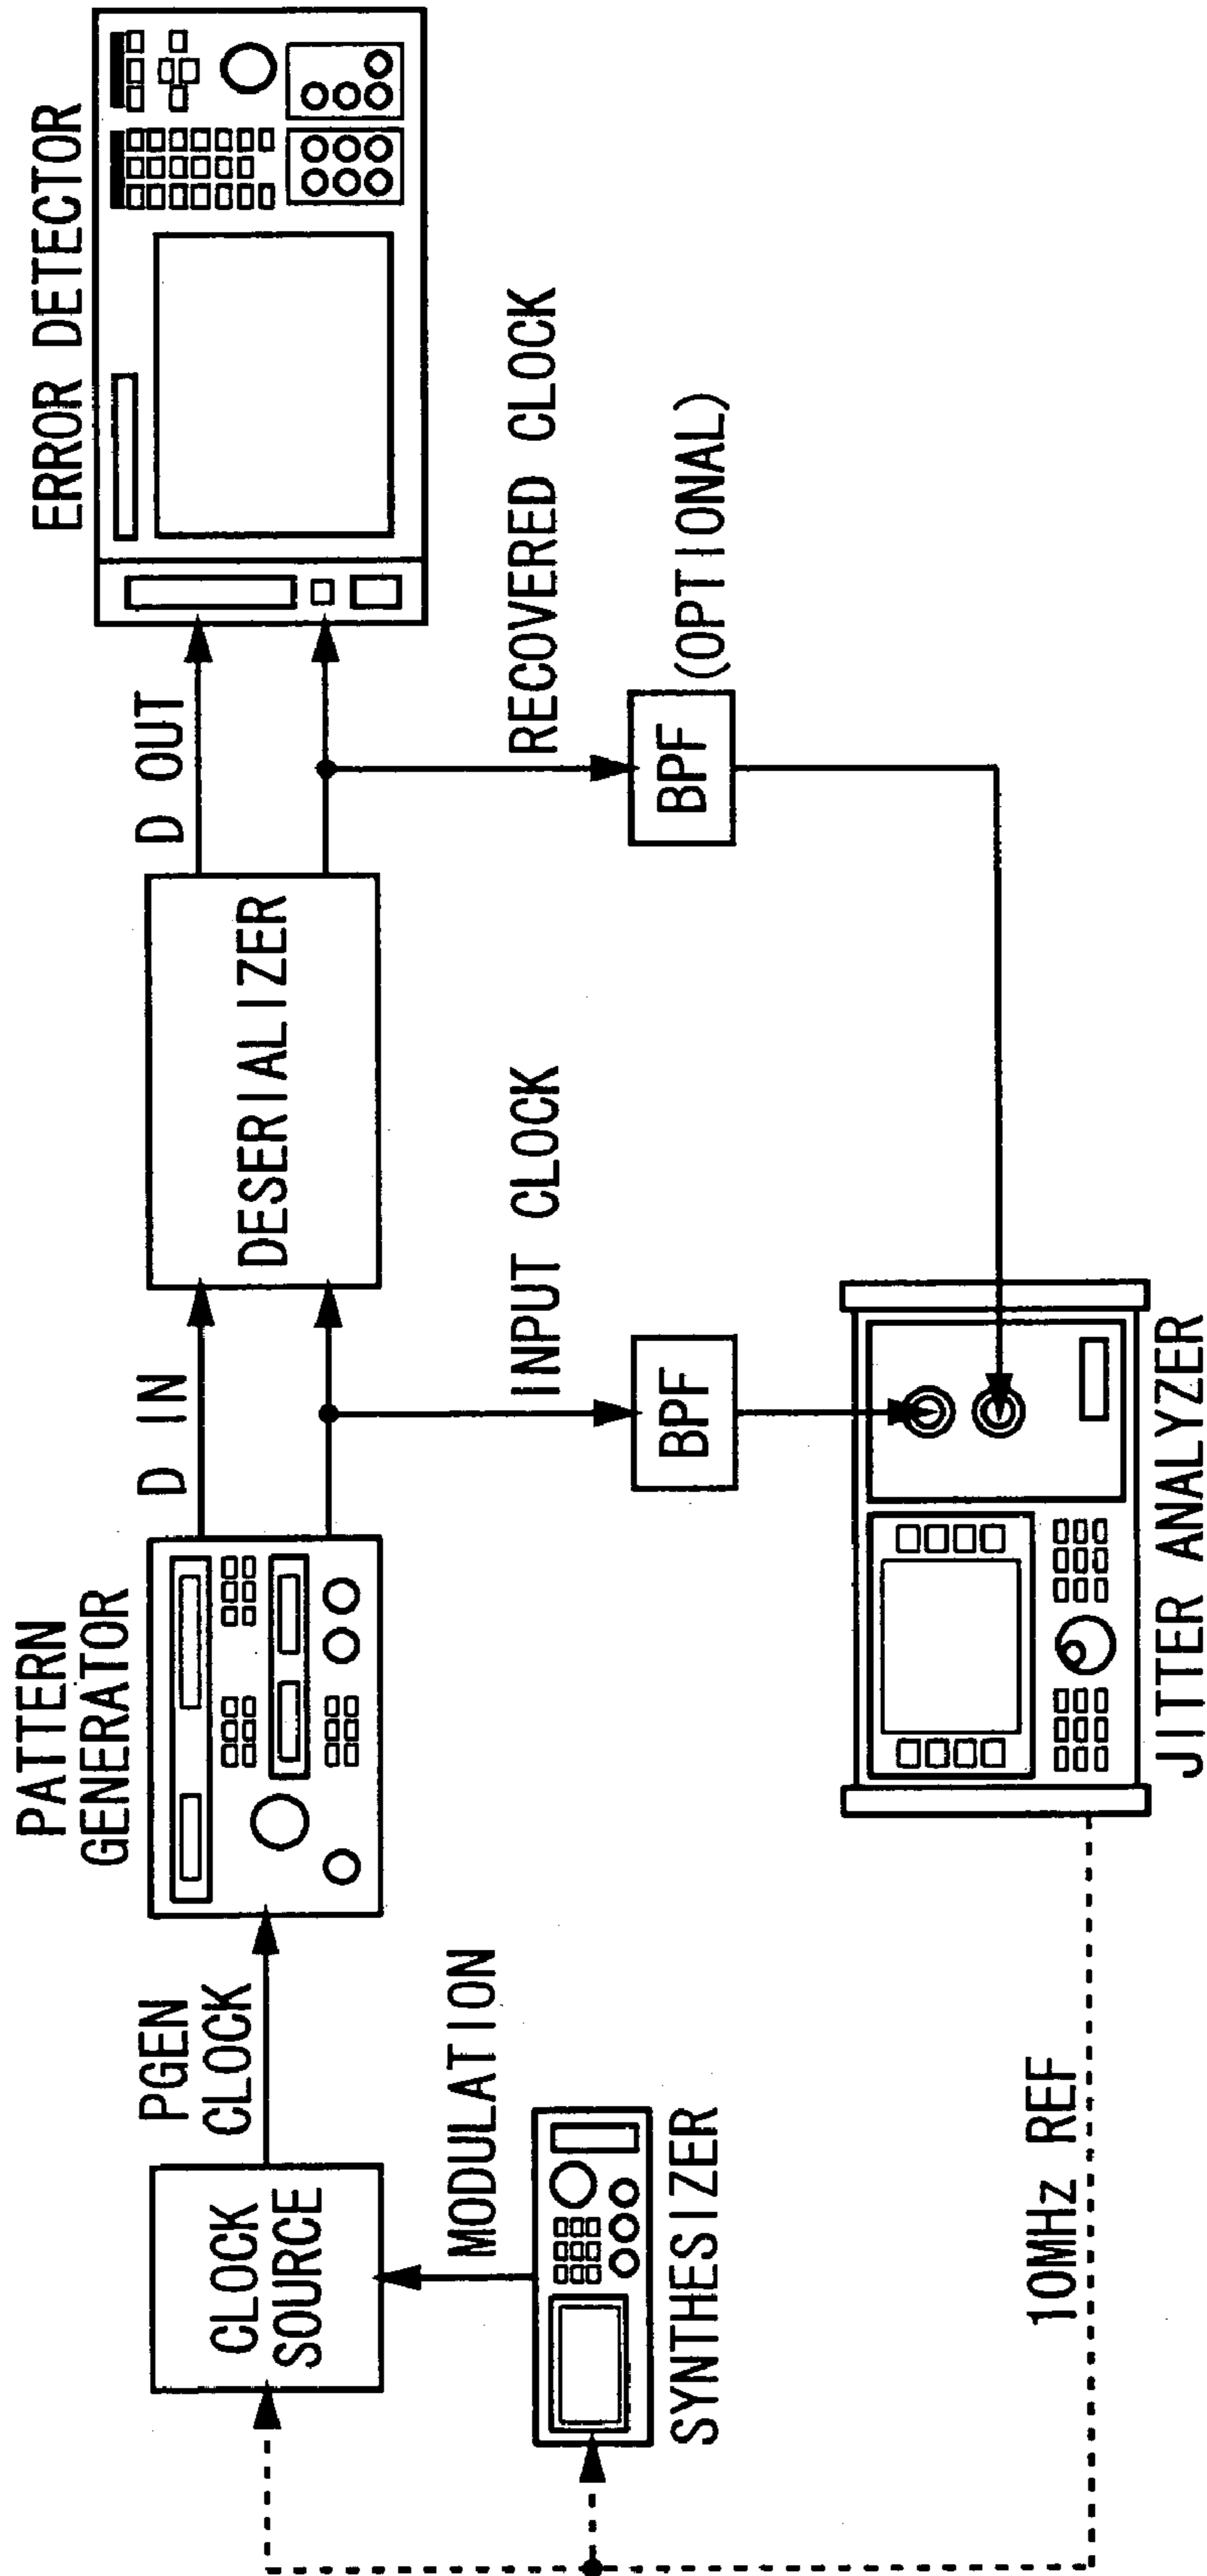 ERROR DETECTOR
D OUT
RECOVERED CLOCK
BPF
(OPTIONAL)
DESERIALIZER
D IN
INPUT CLOCK
BPF
PATTERN
GENERATOR
JITTER ANALYZER
PGEN
CLOCK
MODULATION
CLOCK
SOURCE
SYNTHESIZER
10MHz REF